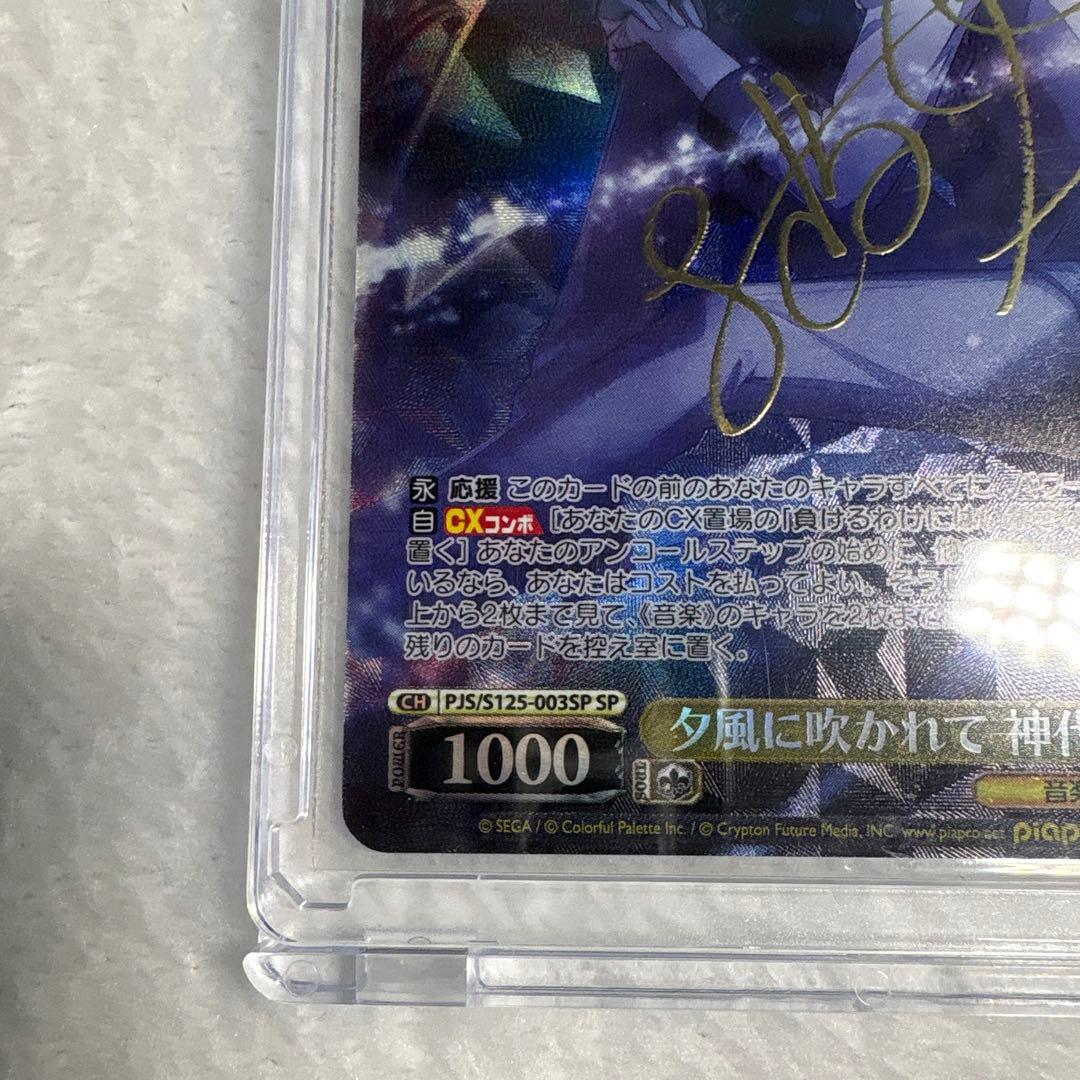 永 応援 このカードの前のあなたのキャラすべてに、パワー
自 CXコンボ [あなたのCX置場の「負けるわけに
置く] あなたのアンコールステップの始めに、
いるなら、あなたはコストを払ってよい。そう
上から2枚まで見て、《音楽》のキャラを2枚まで
残りのカードを控え室に置く。
CH PJS/S125-003SP SP
POWER 1000 SOUL
夕風に吹かれて 神代
音楽
© SEGA / © Colorful Palette Inc. / © Crypton Future Media, INC. www.piapro.net